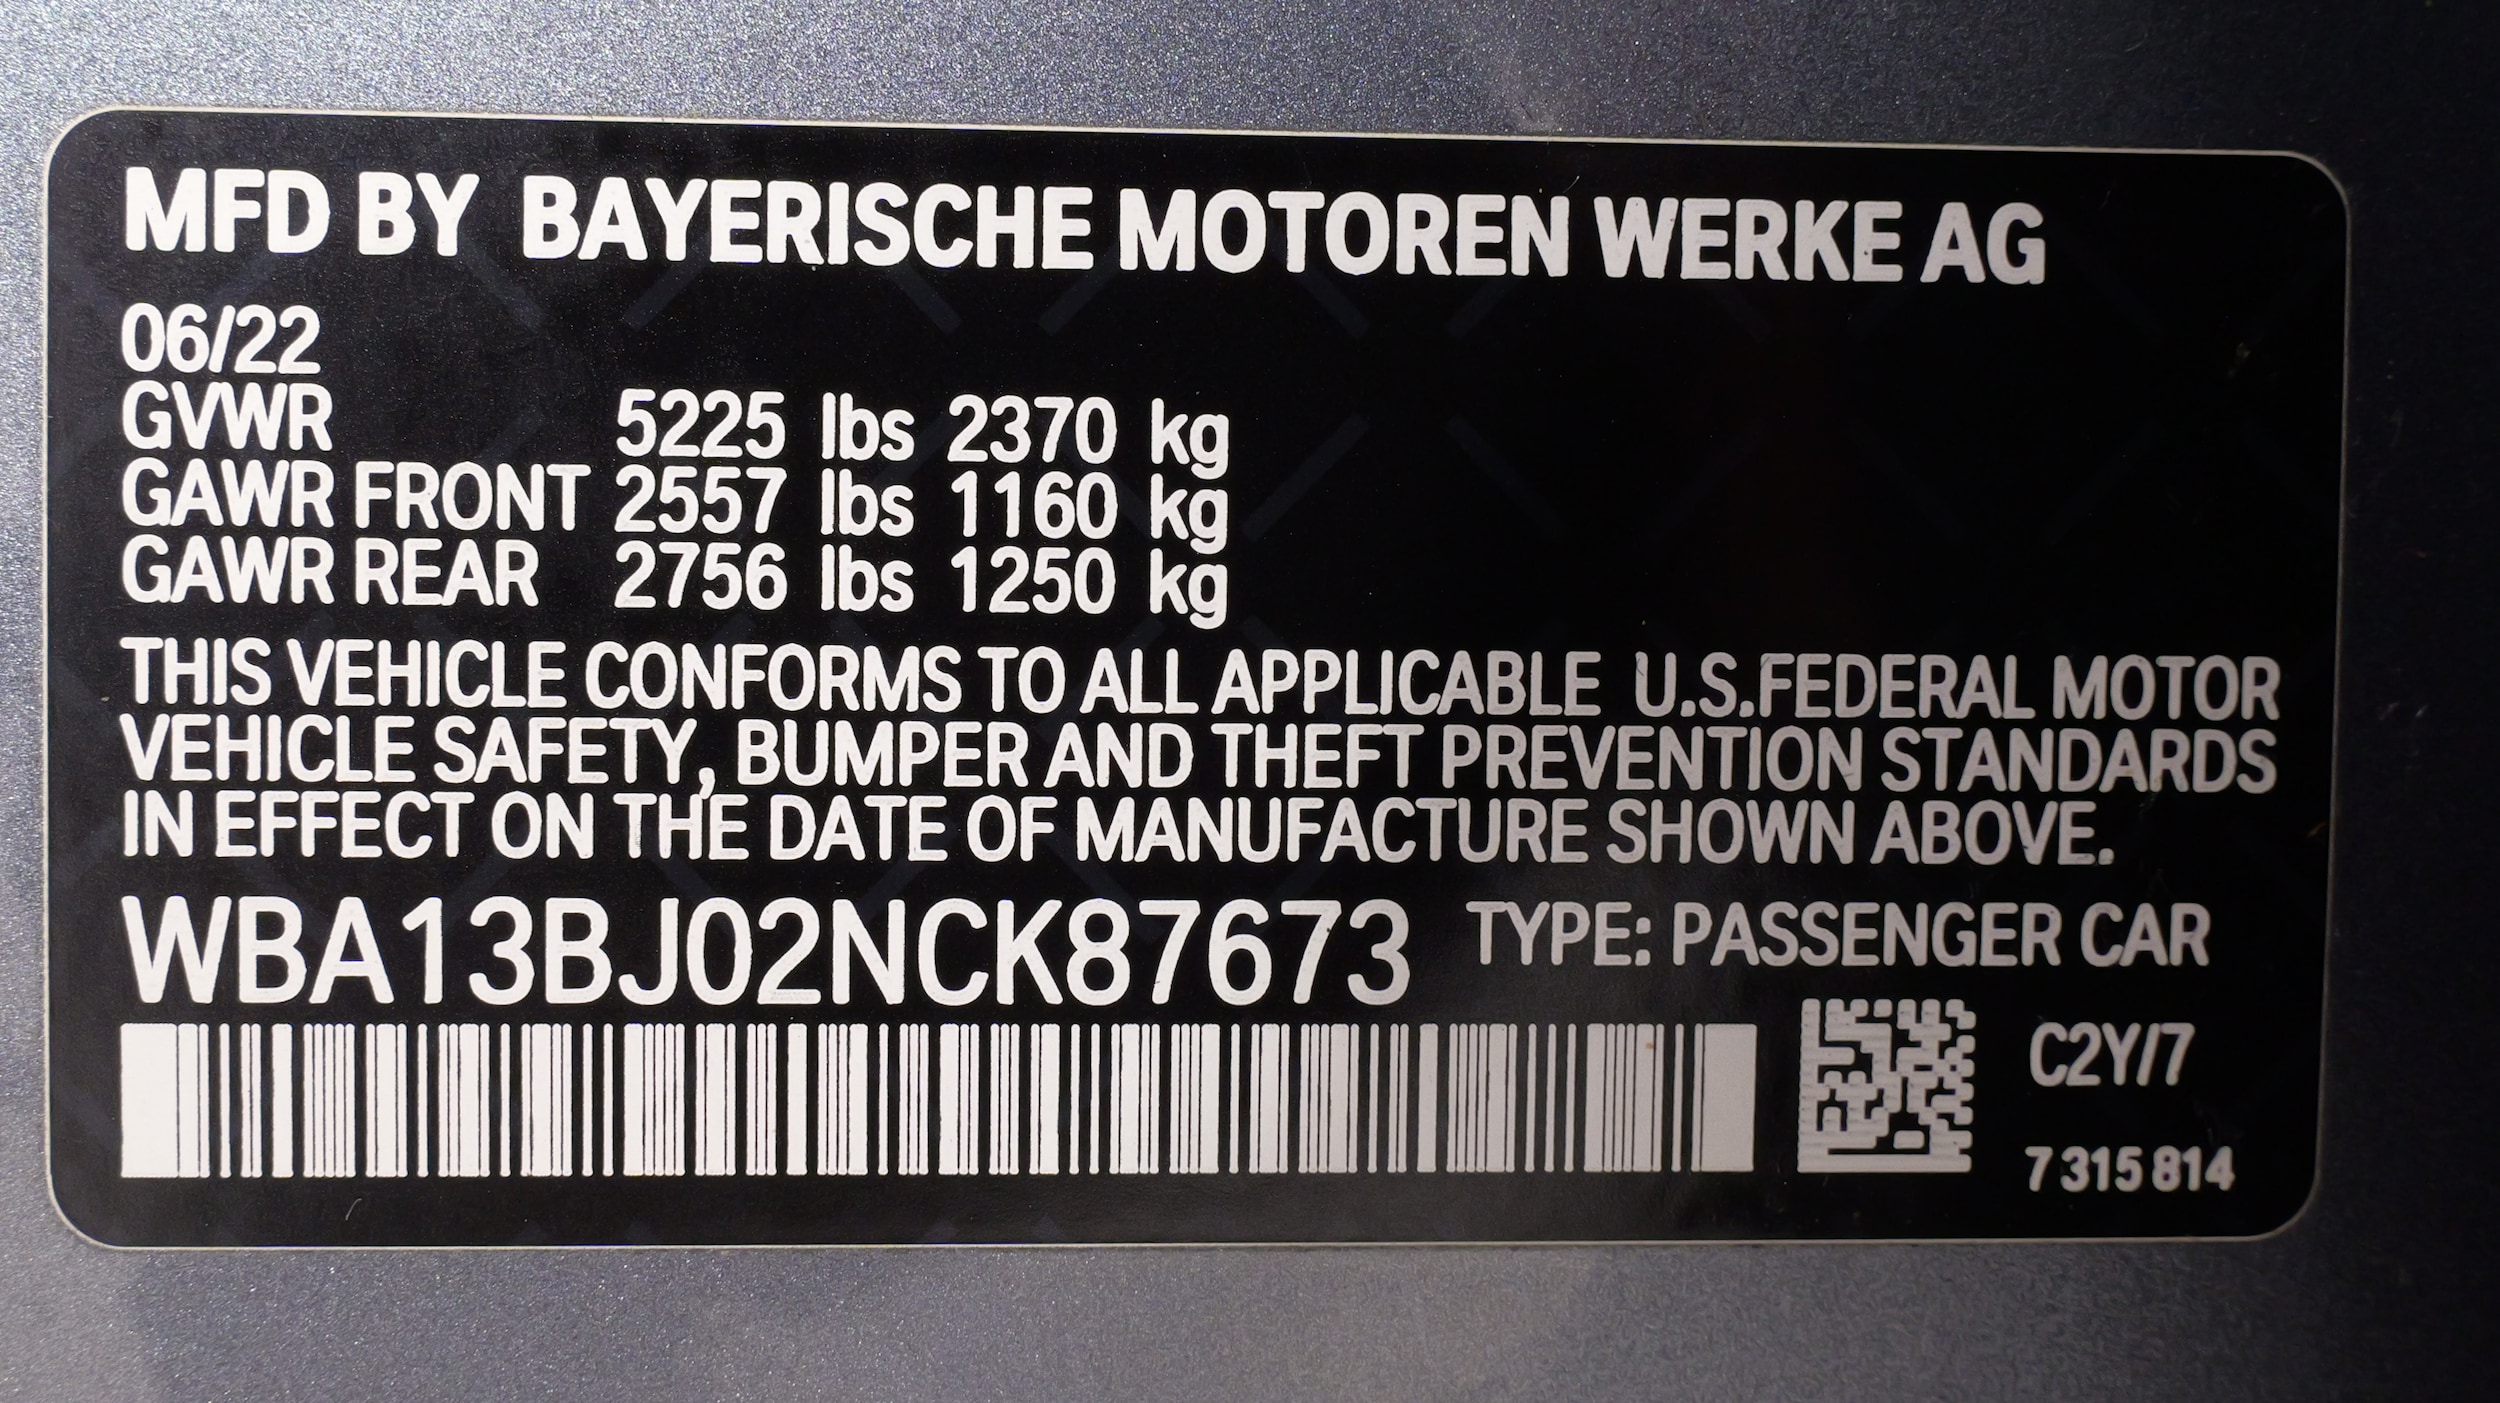 MFD BY BAYERISCHE MOTOREN WERKE AG
06/22
GVWR 5225 lbs 2370 kg
GAWR FRONT 2557 lbs 1160 kg
GAWR REAR 2756 lbs 1250 kg
THIS VEHICLE CONFORMS TO ALL APPLICABLE U.S.FEDERAL MOTOR
VEHICLE SAFETY, BUMPER AND THEFT PREVENTION STANDARDS
IN EFFECT ON THE DATE OF MANUFACTURE SHOWN ABOVE.
WBA13BJ02NCK87673 TYPE: PASSENGER CAR
C2Y/7
7 315 814